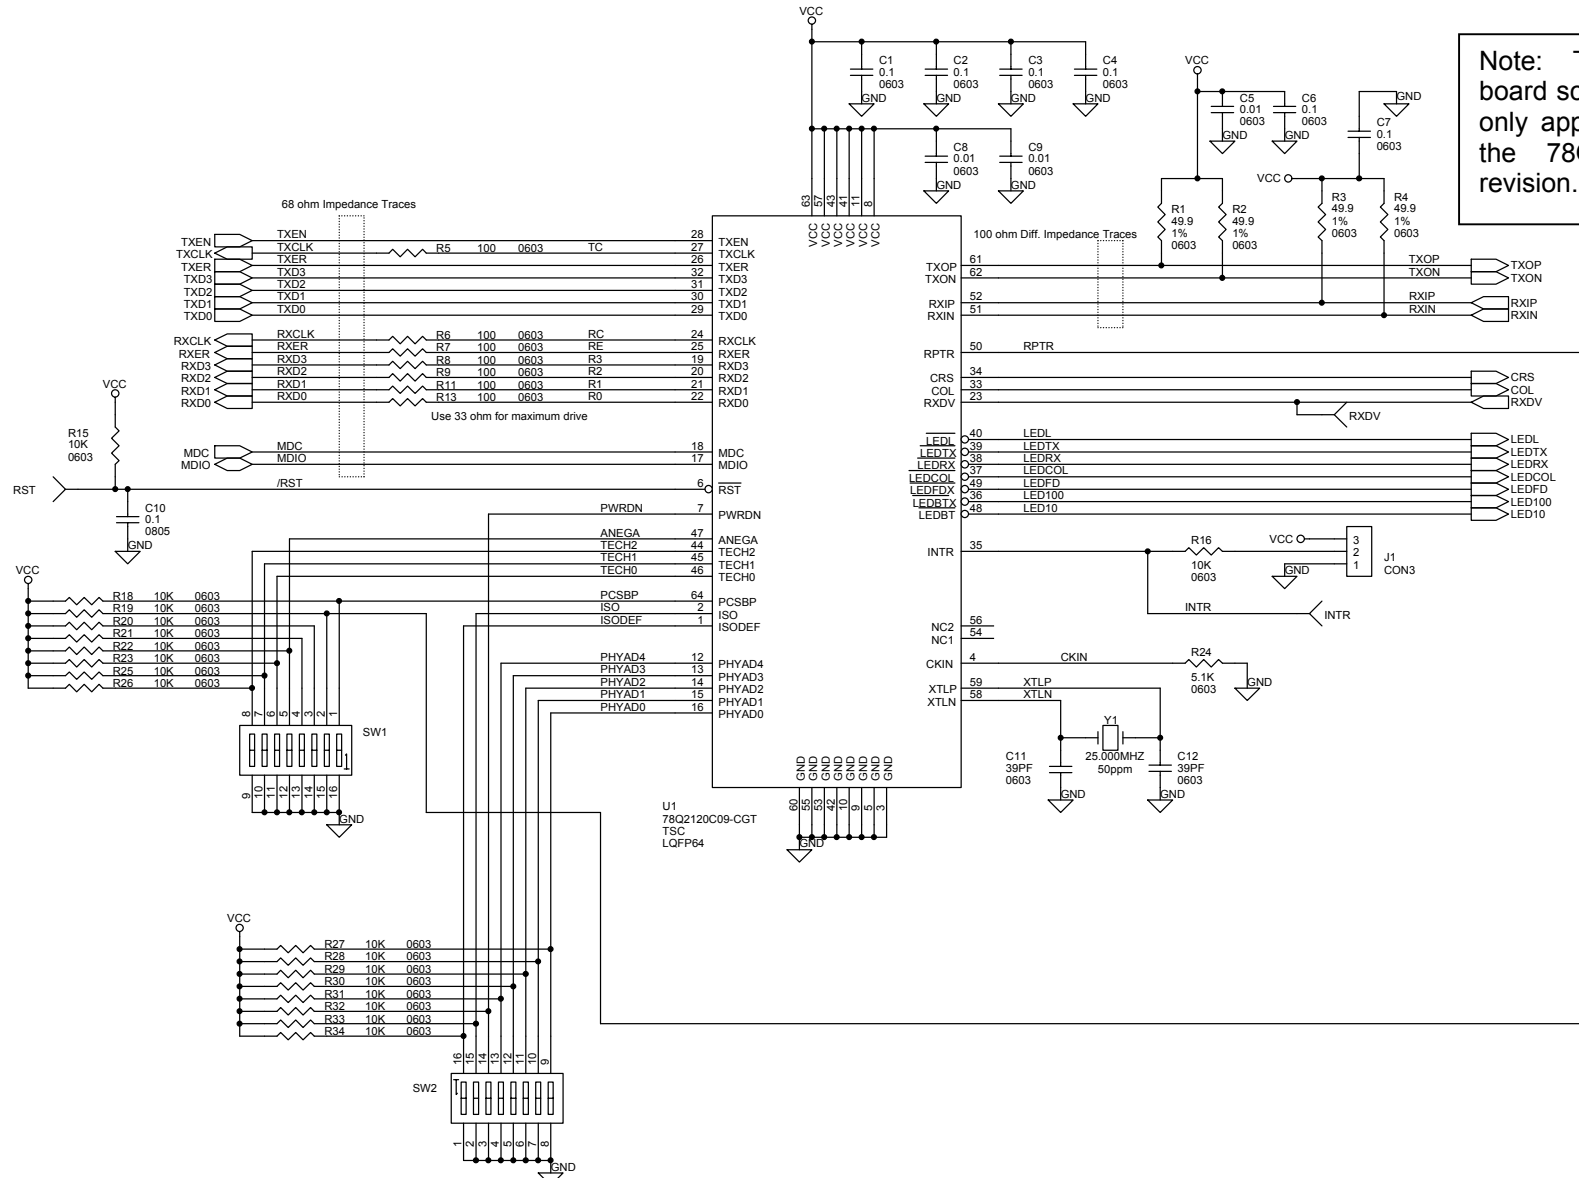 VCC
C1
0.1
0603
GND
C2
0.1
0603
GND
C3
0.1
0603
GND
C4
0.1
0603
GND
C8
0.01
0603
GND
C9
0.01
0603
GND
VCC
C5
0.01
0603
GND
C6
0.1
0603
GND
C7
0.1
0603
GND
VCC
R1
49.9
1%
0603
R2
49.9
1%
0603
R3
49.9
1%
0603
R4
49.9
1%
0603
Note:
board
only
the
revision.
68 ohm Impedance Traces
100 ohm Diff. Impedance Traces
63 57 43 41 11 8
VCC VCC VCC VCC VCC VCC
TXEN TXEN 28 TXEN
TXCLK TXCLK R5 100 0603 TC 27 TXCLK
TXER TXER 26 TXER
TXD3 TXD3 32 TXD3
TXD2 TXD2 31 TXD2
TXD1 TXD1 30 TXD1
TXD0 TXD0 29 TXD0
RXCLK RXCLK R6 100 0603 RC 24 RXCLK
RXER RXER R7 100 0603 RE 25 RXER
RXD3 RXD3 R8 100 0603 R3 19 RXD3
RXD2 RXD2 R9 100 0603 R2 20 RXD2
RXD1 RXD1 R11 100 0603 R1 21 RXD1
RXD0 RXD0 R13 100 0603 R0 22 RXD0
Use 33 ohm for maximum drive
MDC MDC 18 MDC
MDIO MDIO 17 MDIO
VCC
R15
10K
0603
RST /RST 6 RST
C10
0.1
0805
GND
PWRDN 7 PWRDN
ANEGA 47 ANEGA
TECH2 44 TECH2
TECH1 45 TECH1
TECH0 46 TECH0
PCSBP 64 PCSBP
ISO 2 ISO
ISODEF 1 ISODEF
PHYAD4 12 PHYAD4
PHYAD3 13 PHYAD3
PHYAD2 14 PHYAD2
PHYAD1 15 PHYAD1
PHYAD0 16 PHYAD0
TXOP 61 TXOP TXOP
TXON 62 TXON TXON
RXIP 52 RXIP RXIP
RXIN 51 RXIN RXIN
RPTR 50 RPTR
CRS 34 CRS
COL 33 COL
RXDV 23 RXDV
RXDV
LEDL 40 LEDL LEDL
LEDTX 39 LEDTX LEDTX
LEDRX 38 LEDRX LEDRX
LEDCOL 37 LEDCOL LEDCOL
LEDFDX 49 LEDFD LEDFD
LEDBTX 36 LED100 LED100
LEDBT 48 LED10 LED10
INTR 35
R16
10K
0603
VCC
GND
3
2
1
J1
CON3
INTR INTR
NC2 56
NC1 54
CKIN 4 CKIN
R24
5.1K
0603
GND
XTLP 59 XTLP
XTLN 58 XTLN
Y1
25.000MHZ
50ppm
C11
39PF
0603
GND
C12
39PF
0603
GND
GND GND GND GND GND GND GND GND
60 55 53 42 10 9 5 3
GND
U1
78Q2120C09-CGT
TSC
LQFP64
VCC
R18 10K 0603
R19 10K 0603
R20 10K 0603
R21 10K 0603
R22 10K 0603
R23 10K 0603
R25 10K 0603
R26 10K 0603
8 7 6 5 4 3 2 1
SW1
1
9 10 11 12 13 14 15 16
GND
VCC
R27 10K 0603
R28 10K 0603
R29 10K 0603
R30 10K 0603
R31 10K 0603
R32 10K 0603
R33 10K 0603
R34 10K 0603
16 15 14 13 12 11 10 9
SW2
1
1 2 3 4 5 6 7 8
GND